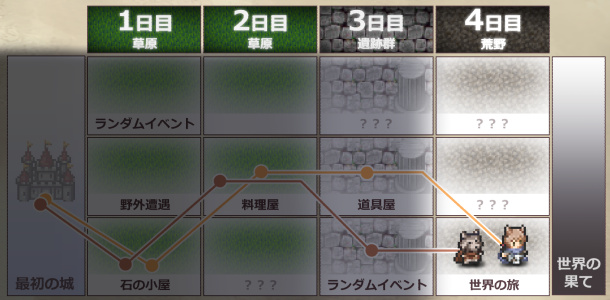 1日目
草原
2日目
草原
3日目
遺跡群
4日目
荒野
ランダムイベント
？？？
？？？
野外遭遇
料理屋
道具屋
？？？
最初の城
石の小屋
？？？
ランダムイベント
世界の旅
世界の
果て